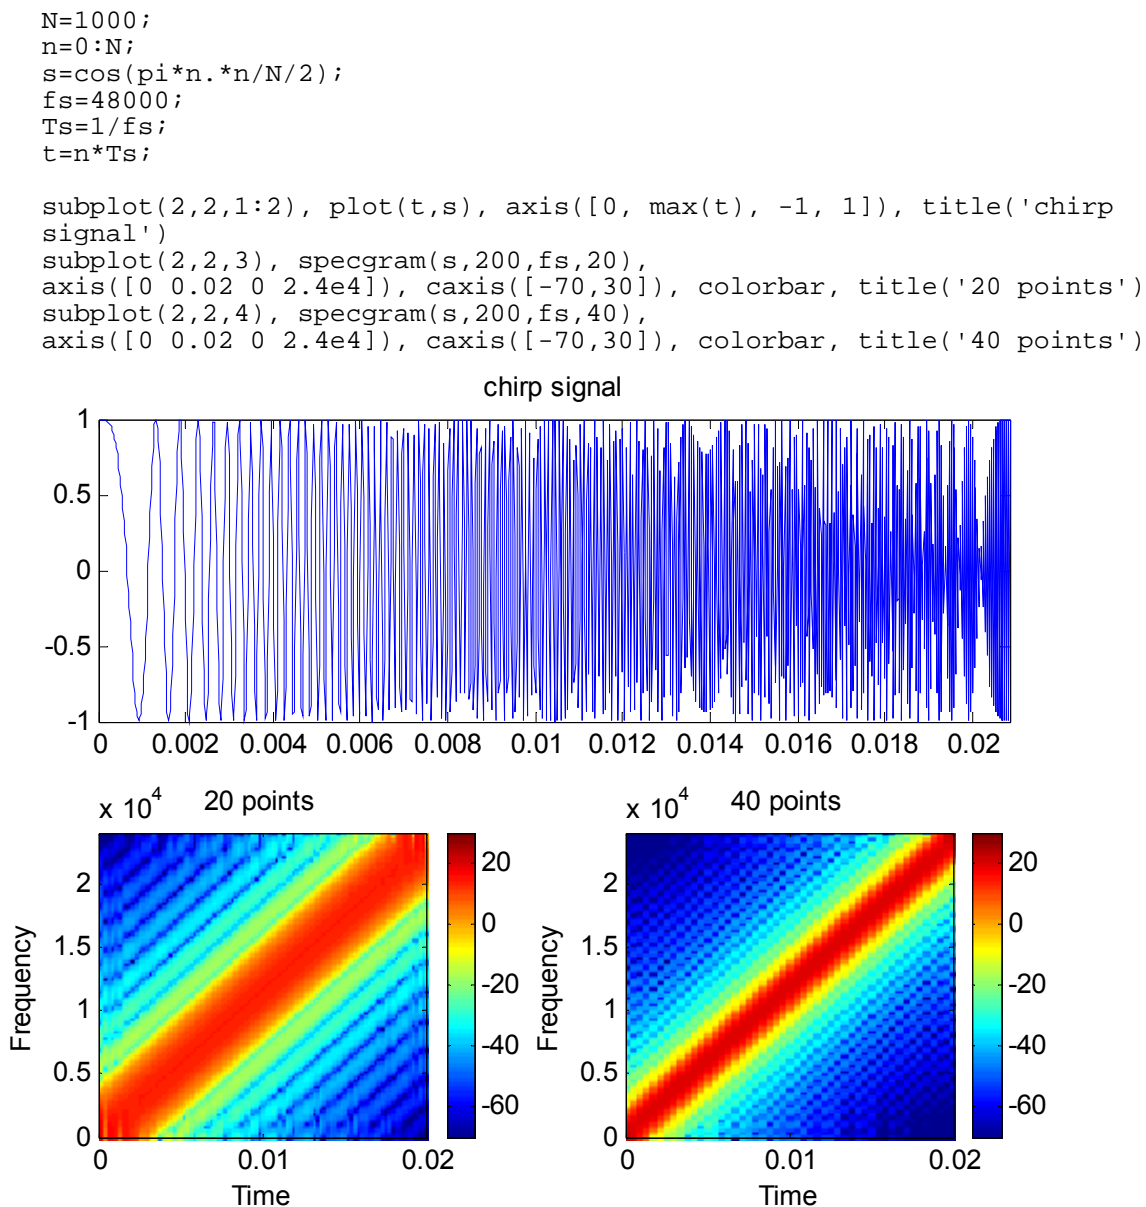 N=1000;
n=0:N;
s=cos(pi*n.*n/N/2);
fs=48000;
Ts=1/fs;
t=n*Ts;
subplot(2,2,1:2), plot(t,s), axis([0, max(t), -1, 1]), title('chirp
signal')
subplot(2,2,3), specgram(s,200,fs,20),
axis([0 0.02 0 2.4e4]), caxis([-70,30]), colorbar, title('20 points')
subplot(2,2,4), specgram(s,200,fs,40),
axis([0 0.02 0 2.4e4]), caxis([-70,30]), colorbar, title('40 points')
chirp signal
1
0.5
0
-0.5
-1
0 0.002 0.004 0.006 0.008 0.01 0.012 0.014 0.016 0.018 0.02
x 10^4 20 points
2
1.5
1
0.5
0
Frequency
0 0.01 0.02
Time
20
0
-20
-40
-60
x 10^4 40 points
2
1.5
1
0.5
0
Frequency
0 0.01 0.02
Time
20
0
-20
-40
-60